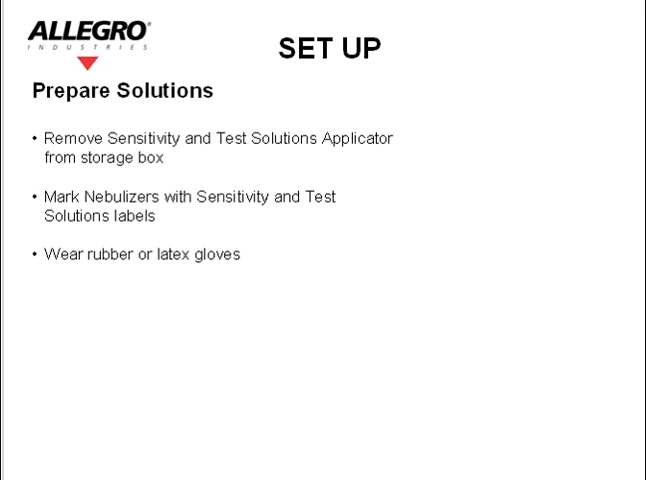 ALLEGRO®
INDUSTRIES
SET UP
Prepare Solutions
• Remove Sensitivity and Test Solutions Applicator
from storage box
• Mark Nebulizers with Sensitivity and Test
Solutions labels
• Wear rubber or latex gloves